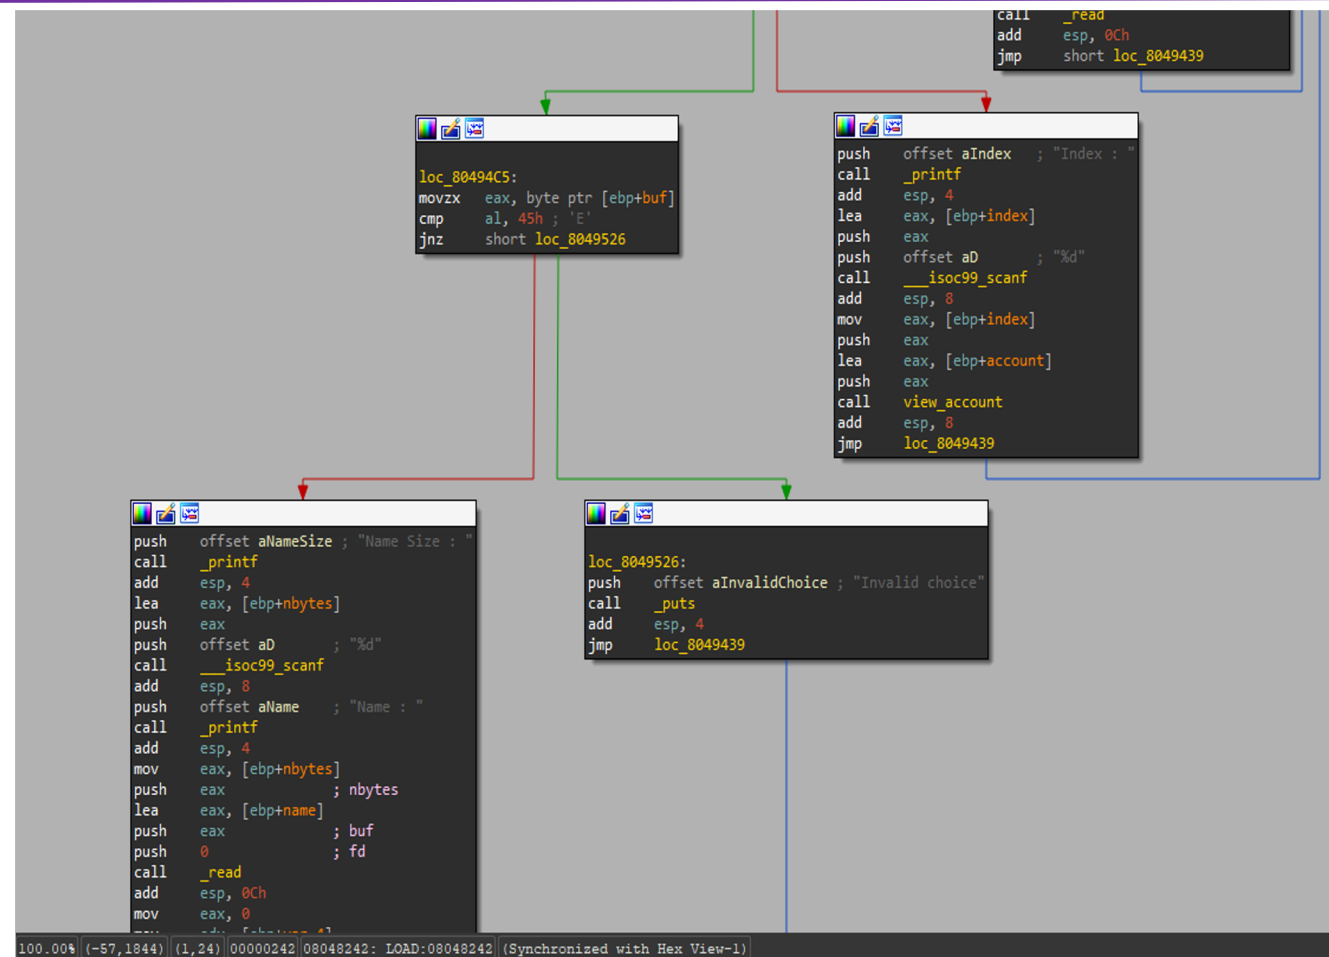 call _read
add esp, 0Ch
jmp short loc_8049439
loc_80494C5:
movzx eax, byte ptr [ebp+buf]
cmp al, 45h ; 'E'
jnz short loc_8049526
push offset aIndex ; "Index : "
call _printf
add esp, 4
lea eax, [ebp+index]
push eax
push offset aD ; "%d"
call ___isoc99_scanf
add esp, 8
mov eax, [ebp+index]
push eax
lea eax, [ebp+account]
push eax
call view_account
add esp, 8
jmp loc_8049439
push offset aNameSize ; "Name Size : "
call _printf
add esp, 4
lea eax, [ebp+nbytes]
push eax
push offset aD ; "%d"
call ___isoc99_scanf
add esp, 8
push offset aName ; "Name : "
call _printf
add esp, 4
mov eax, [ebp+nbytes]
push eax ; nbytes
lea eax, [ebp+name]
push eax ; buf
push 0 ; fd
call _read
add esp, 0Ch
mov eax, 0
loc_8049526:
push offset aInvalidChoice ; "Invalid choice"
call _puts
add esp, 4
jmp loc_8049439
100.00% (-57,1844) (1,24) 00000242 08048242: LOAD:08048242 (Synchronized with Hex View-1)